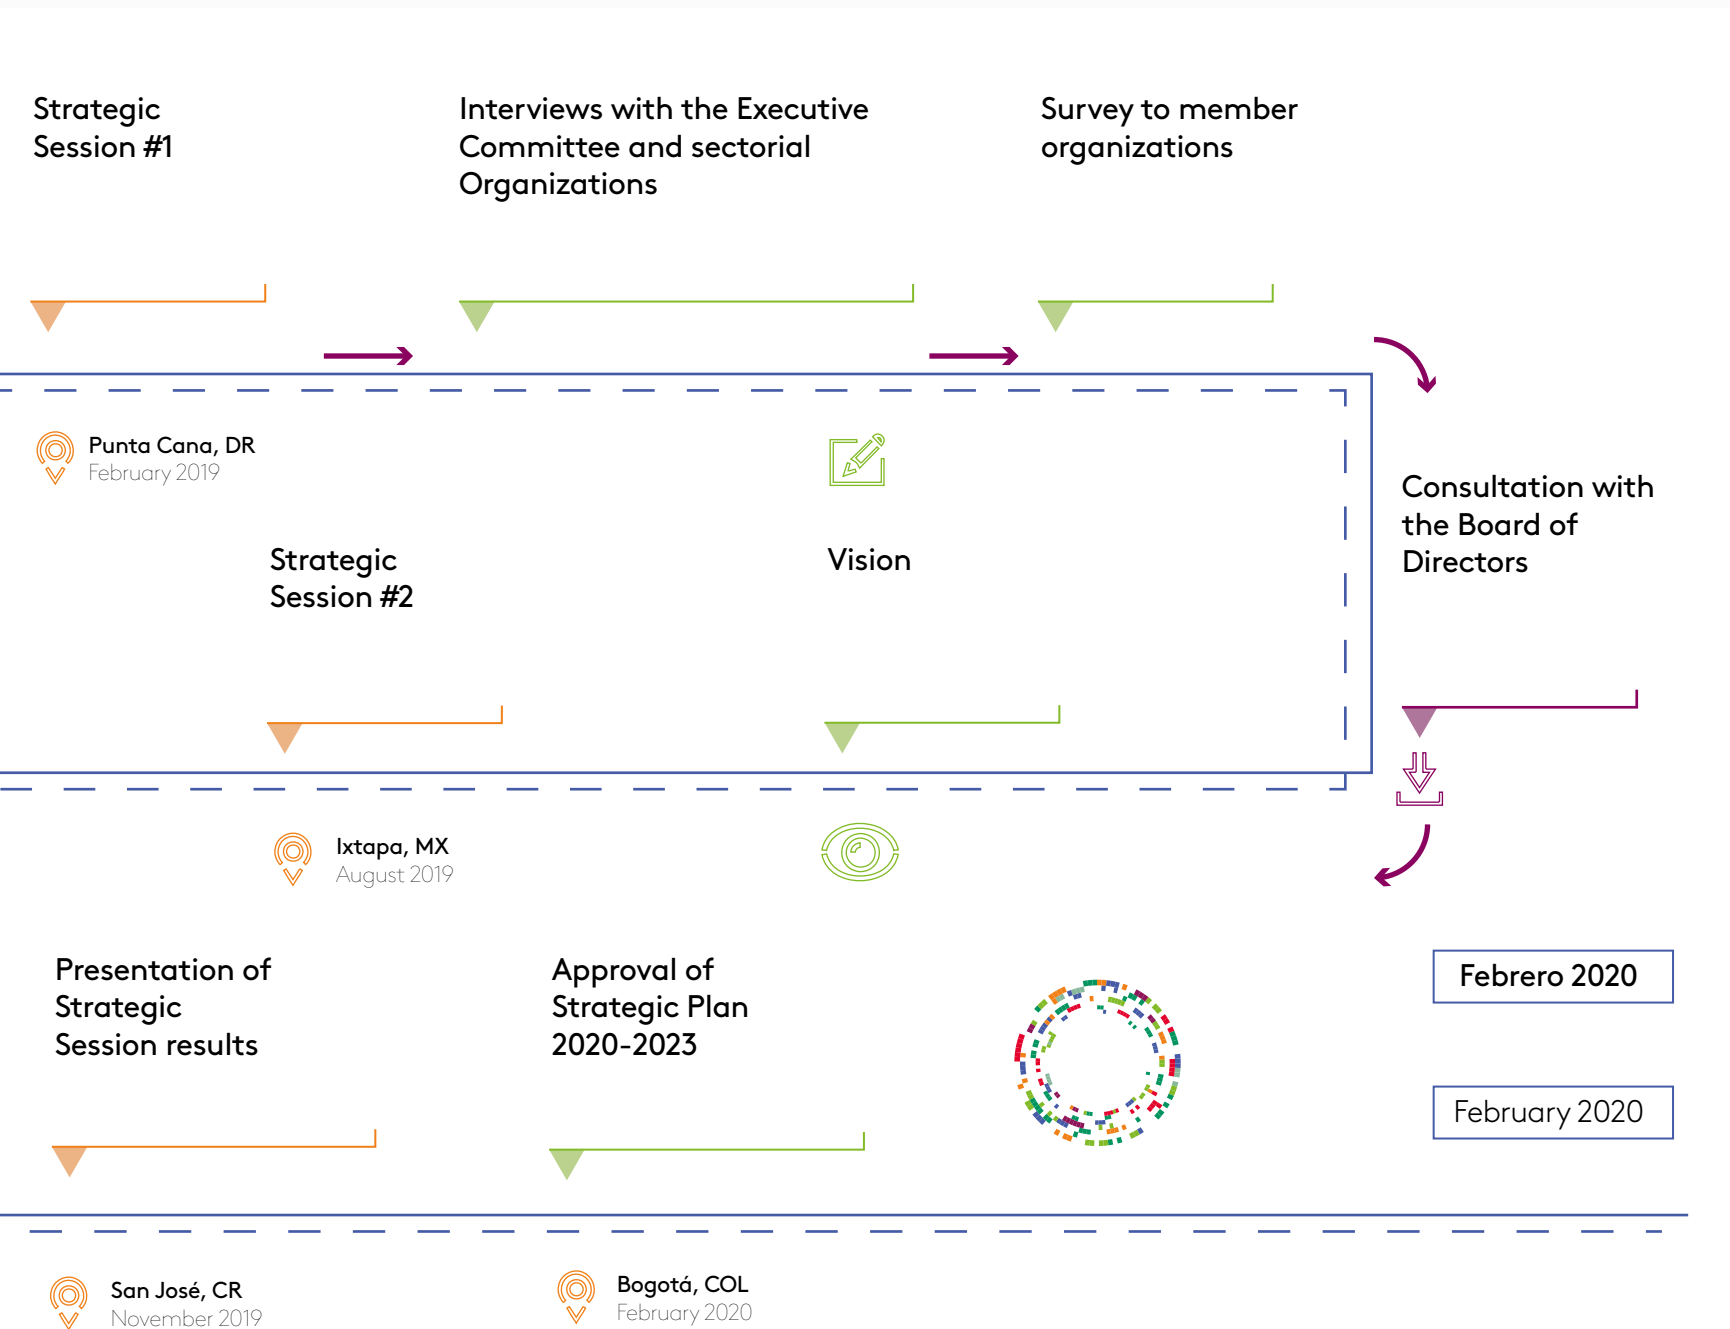 Strategic
Session #1
Interviews with the Executive
Committee and sectorial
Organizations
Survey to member
organizations
Punta Cana, DR
February 2019
Consultation with
the Board of
Directors
Strategic
Session #2
Vision
Ixtapa, MX
August 2019
Presentation of
Strategic
Session results
Approval of
Strategic Plan
2020-2023
Febrero 2020
February 2020
San José, CR
November 2019
Bogotá, COL
February 2020